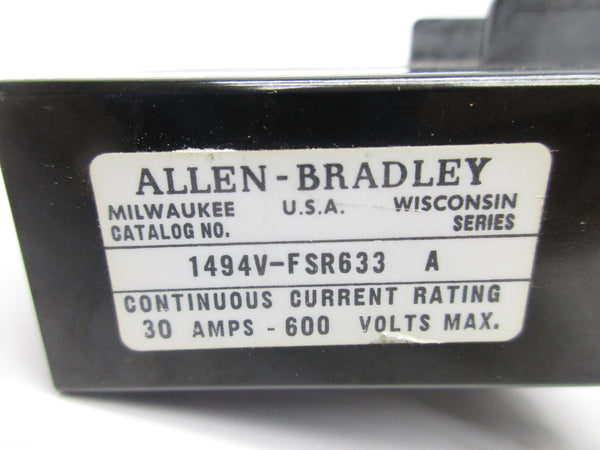 ALLEN-BRADLEY
MILWAUKEE U.S.A. WISCONSIN
CATALOG NO. SERIES
1494V-FSR633 A
CONTINUOUS CURRENT RATING
30 AMPS - 600 VOLTS MAX.